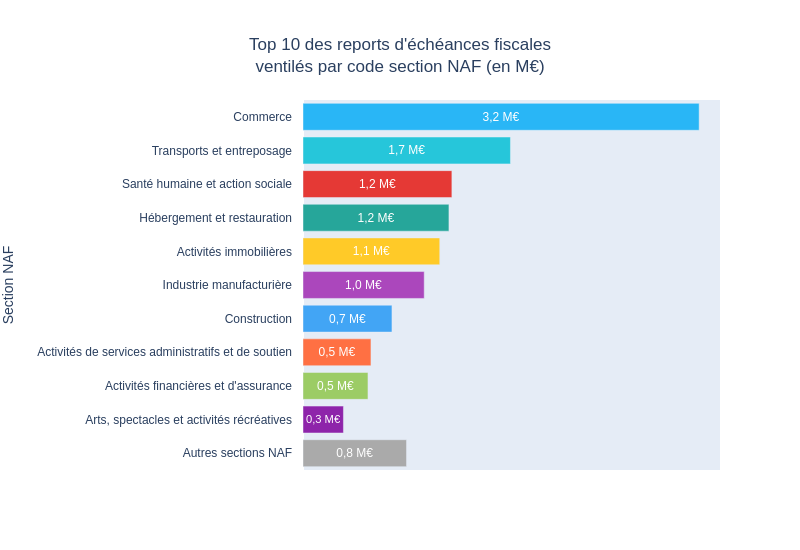 Top 10 des reports d'échéances fiscales
ventilés par code section NAF (en M€)
Section NAF
Commerce 3,2 M€
Transports et entreposage 1,7 M€
Santé humaine et action sociale 1,2 M€
Hébergement et restauration 1,2 M€
Activités immobilières 1,1 M€
Industrie manufacturière 1,0 M€
Construction 0,7 M€
Activités de services administratifs et de soutien 0,5 M€
Activités financières et d'assurance 0,5 M€
Arts, spectacles et activités récréatives 0,3 M€
Autres sections NAF 0,8 M€